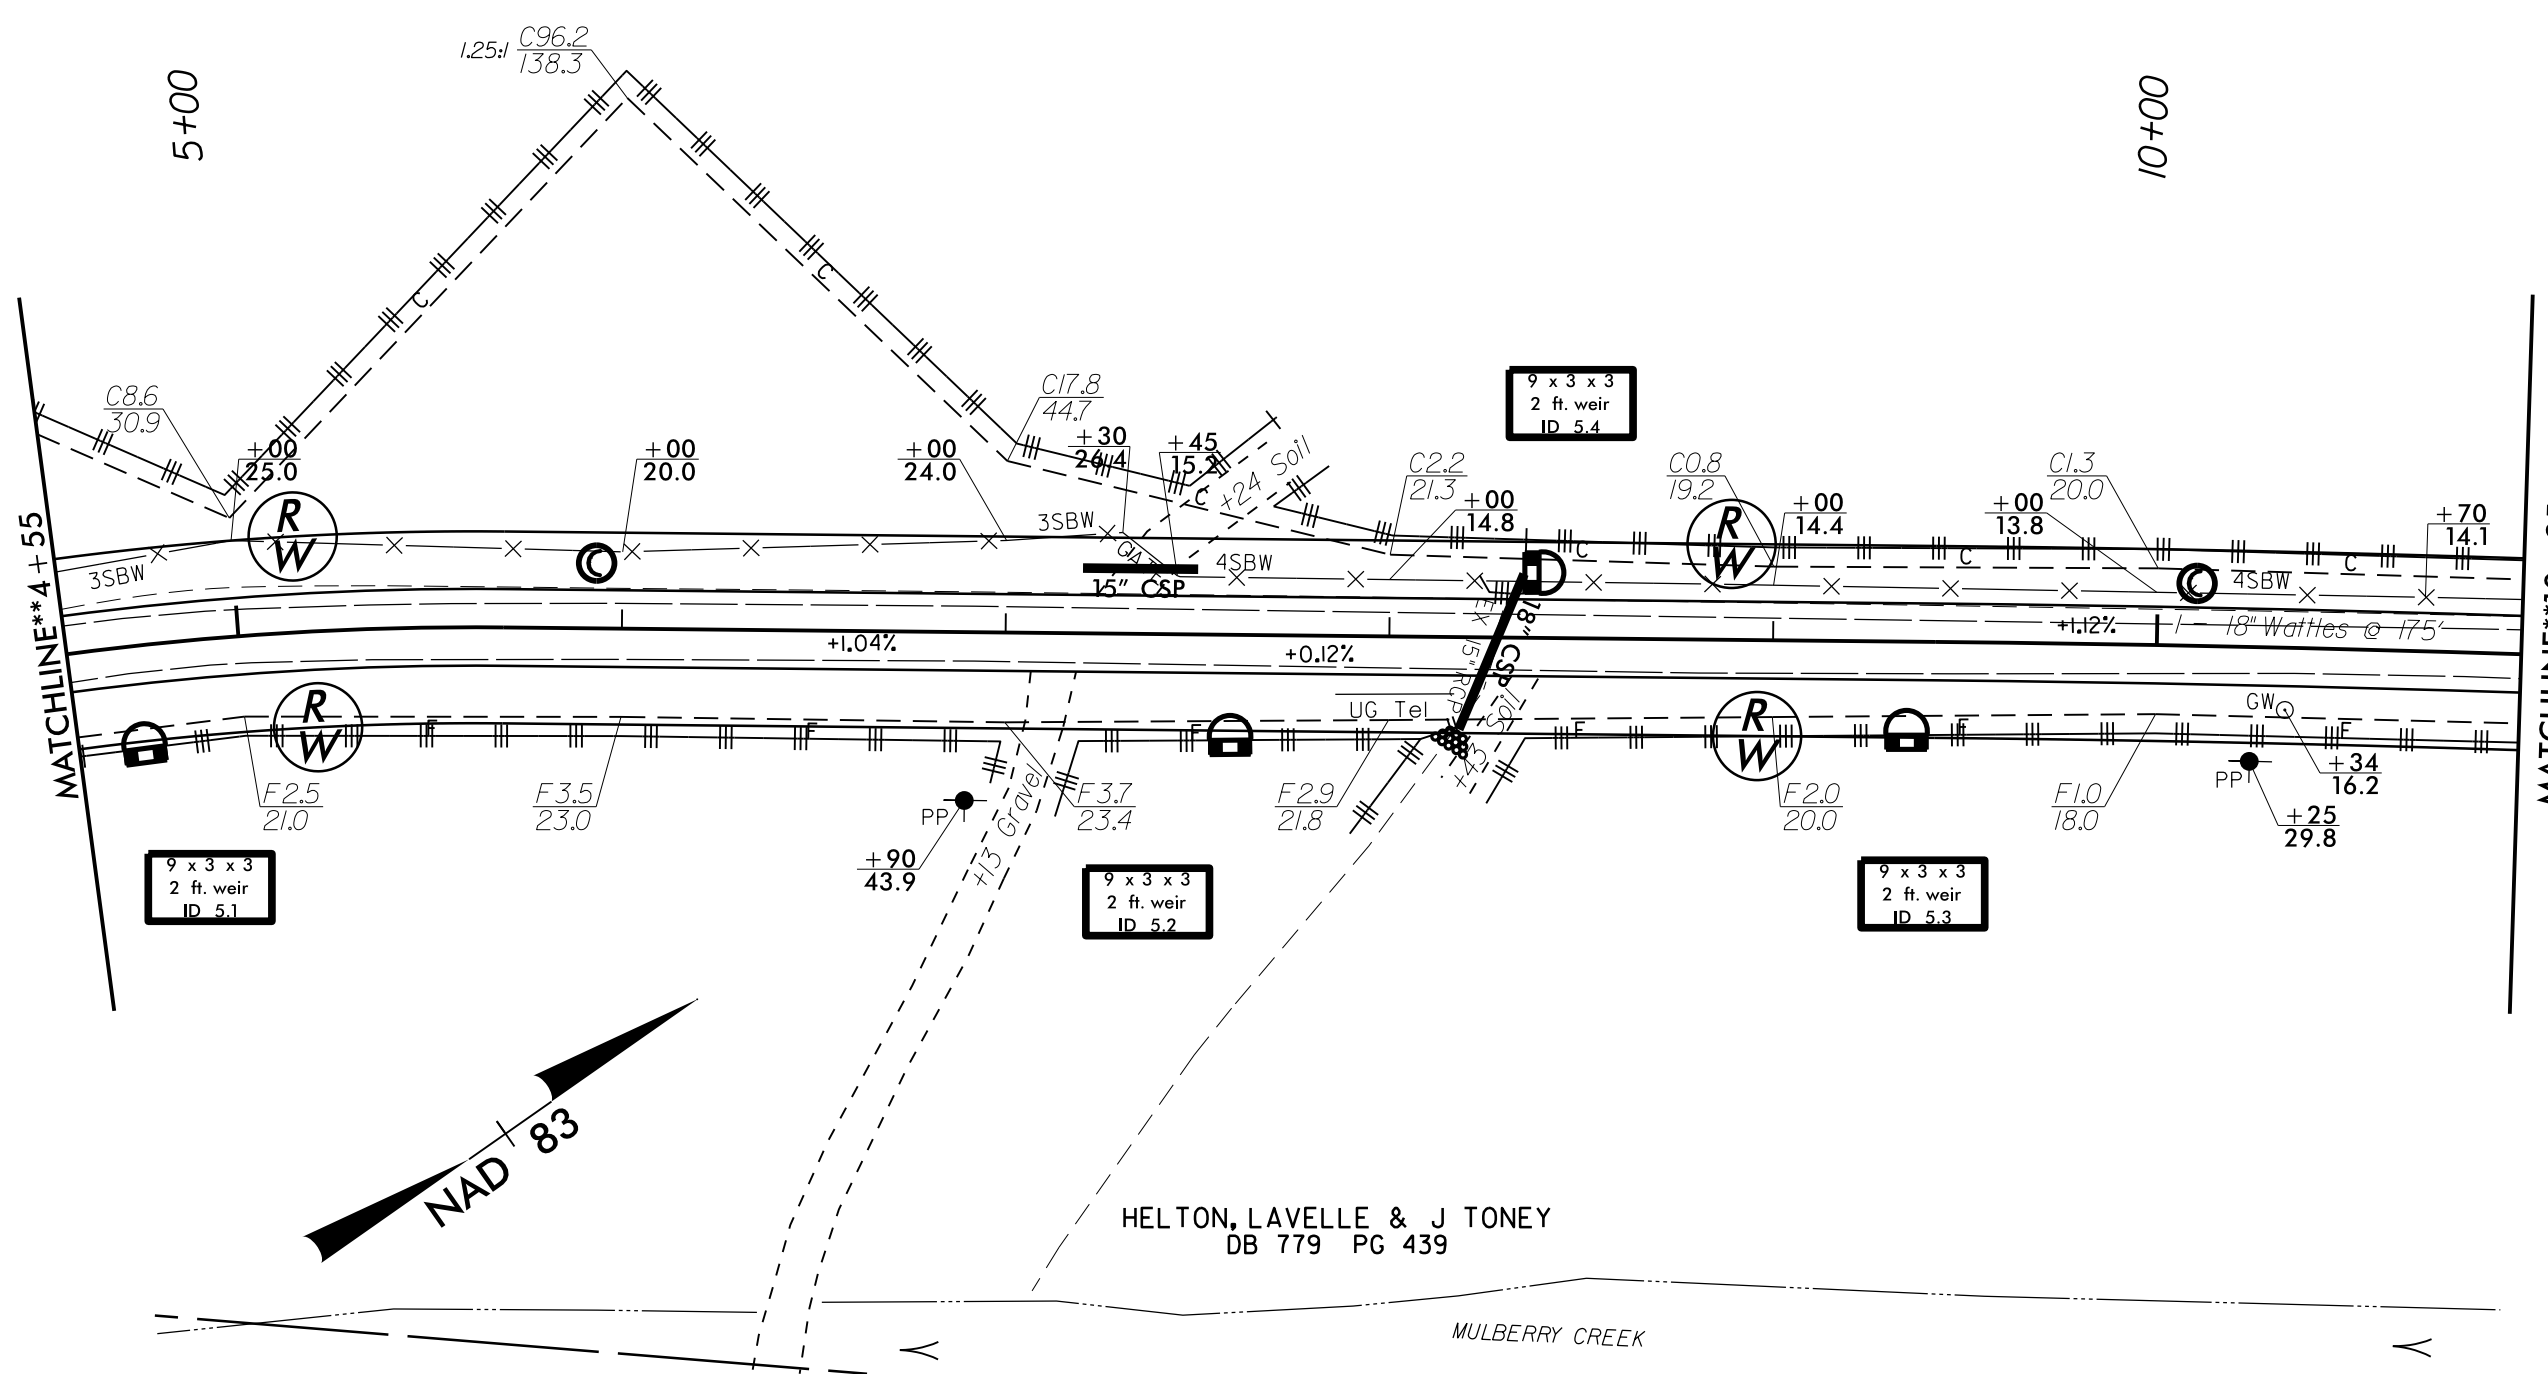 1.25:1 C96.2
138.3
5+00
10+00
C8.6
30.9
+00
25.0
+00
20.0
+00
24.0
C17.8
44.7
+30
26.4
+45
15.2
+24 Soil
9 x 3 x 3
2 ft. weir
ID 5.4
C2.2
21.3
+00
14.8
C0.8
19.2
+00
14.4
+00
13.8
C1.3
20.0
+70
14.1
C
C
C
C
C
C
R
W
R
W
C
C
3SBW
3SBW
4SBW
4SBW
15" CSP
18" CSP
EX 15" RCP
MATCHLINE**4+55
+1.04%
+0.12%
+1.12%
1 - 18" Wattles @ 175'
UG Tel
+43 Soil
GW
R
W
R
W
F
F
F
F
F
F
F2.5
21.0
F3.5
23.0
PP
+13 Gravel
F3.7
23.4
F2.9
21.8
F2.0
20.0
F1.0
18.0
PP
+34
16.2
+25
29.8
+90
43.9
9 x 3 x 3
2 ft. weir
ID 5.1
9 x 3 x 3
2 ft. weir
ID 5.2
9 x 3 x 3
2 ft. weir
ID 5.3
NAD 83
HELTON, LAVELLE & J TONEY
DB 779 PG 439
MULBERRY CREEK